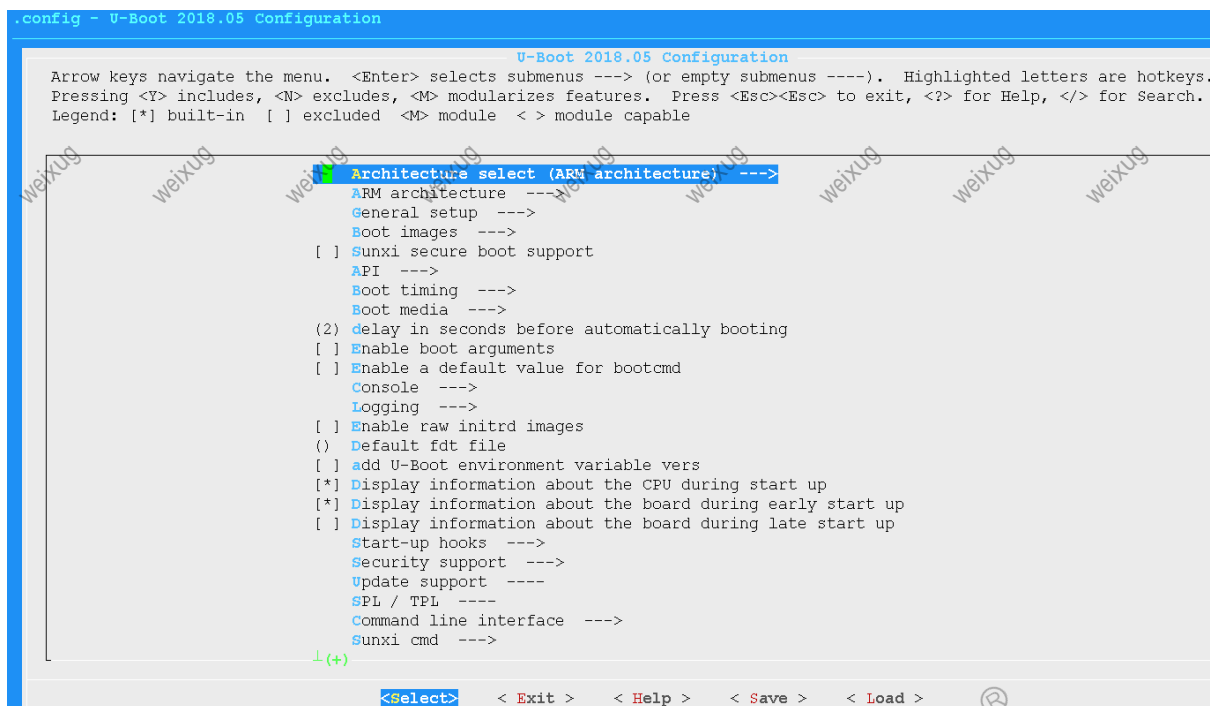 .config - U-Boot 2018.05 Configuration
U-Boot 2018.05 Configuration
Arrow keys navigate the menu.  <Enter> selects submenus ---> (or empty submenus ----).  Highlighted letters are hotkeys.
Pressing <Y> includes, <N> excludes, <M> modularizes features.  Press <Esc><Esc> to exit, <?> for Help, </> for Search.
Legend: [*] built-in  [ ] excluded  <M> module  < > module capable
weixug weixug weixug weixug weixug weixug weixug weixug weixug
Architecture select (ARM architecture)  --->
ARM architecture  --->
General setup  --->
Boot images  --->
[ ] Sunxi secure boot support
API  --->
Boot timing  --->
Boot media  --->
(2) delay in seconds before automatically booting
[ ] Enable boot arguments
[ ] Enable a default value for bootcmd
Console  --->
Logging  --->
[ ] Enable raw initrd images
()  Default fdt file
[ ] add U-Boot environment variable vers
[*] Display information about the CPU during start up
[*] Display information about the board during early start up
[ ] Display information about the board during late start up
Start-up hooks  --->
Security support  --->
Update support  ----
SPL / TPL  ----
Command line interface  --->
Sunxi cmd  --->
┴(+)
<Select>    < Exit >    < Help >    < Save >    < Load >
®